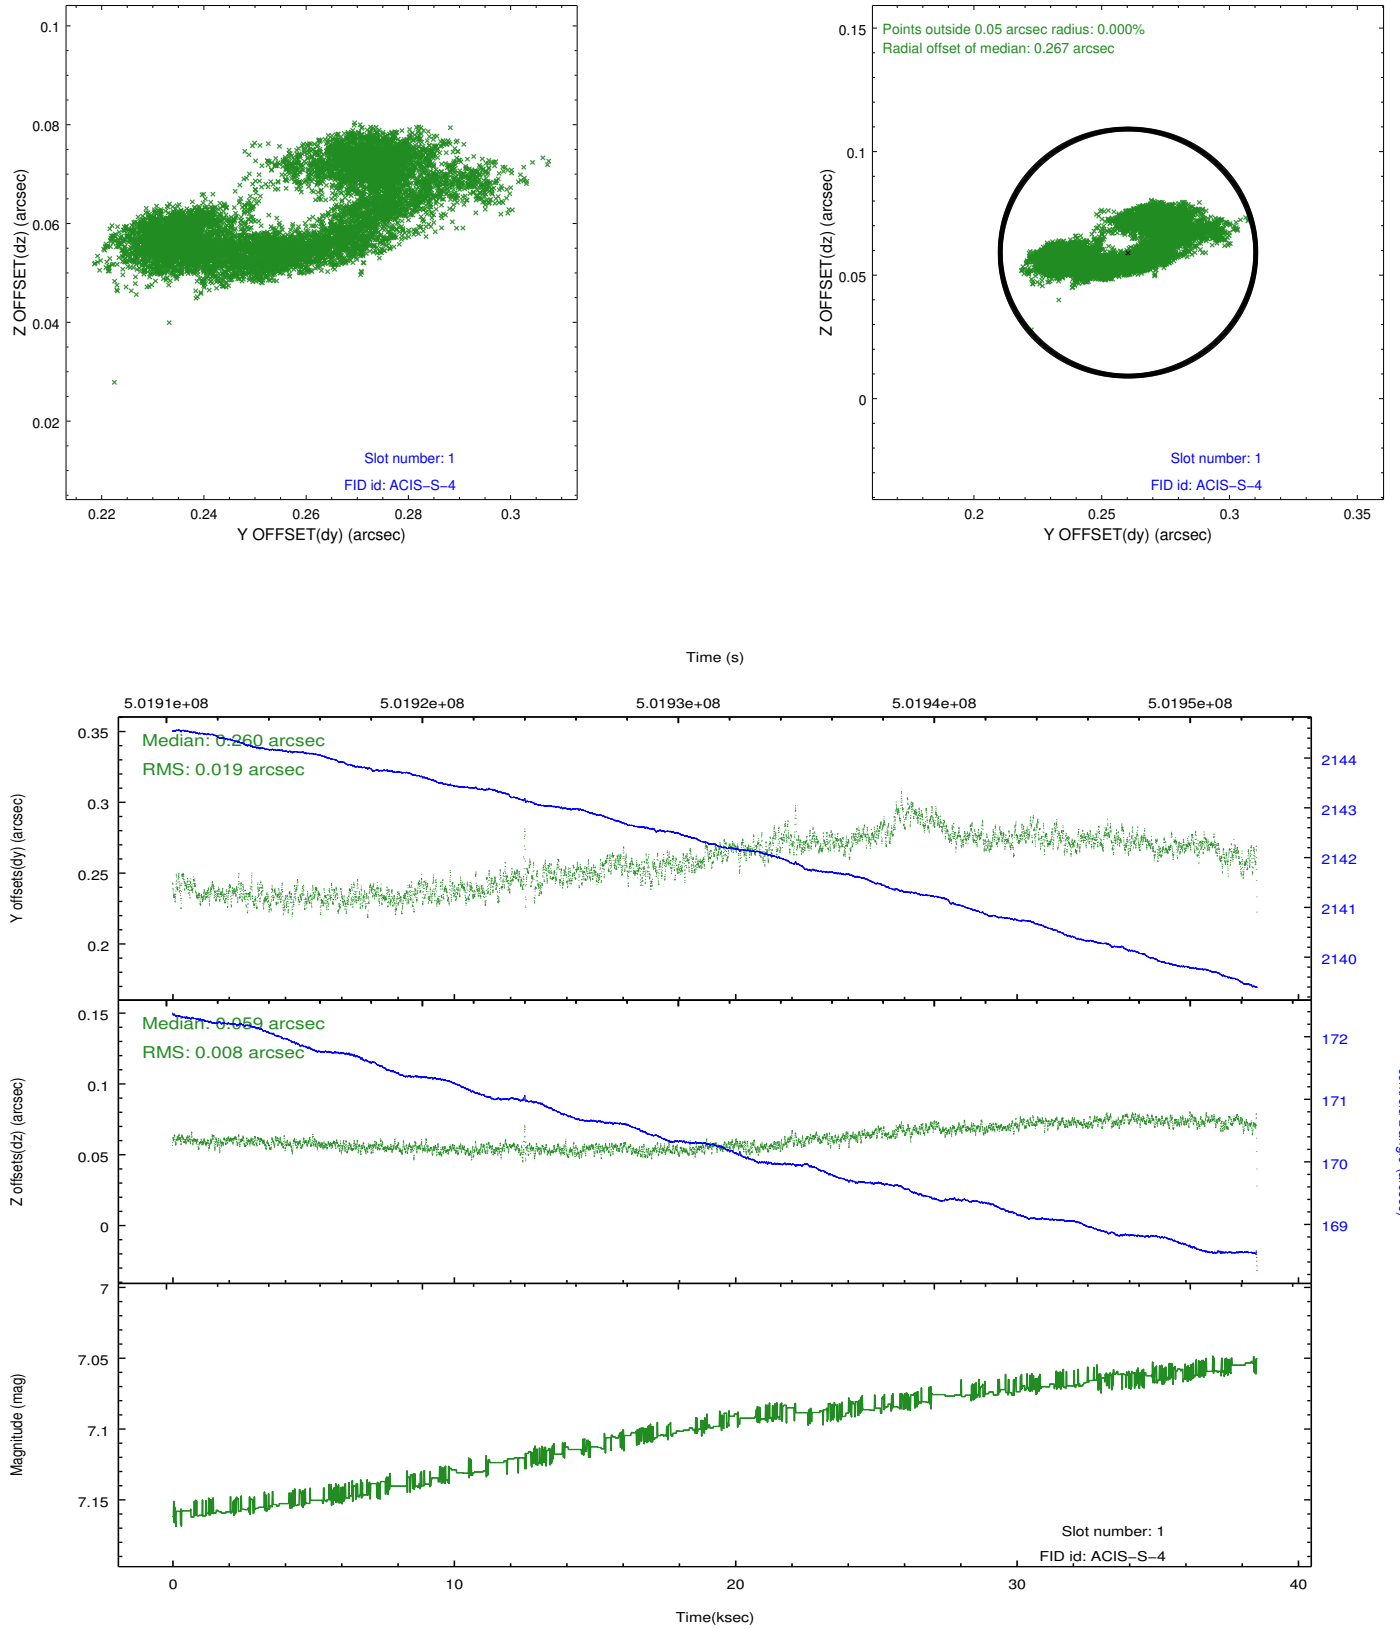 0.1
0.08
0.06
0.04
0.02
Z OFFSET(dz) (arcsec)
Slot number: 1
FID id: ACIS−S−4
0.22 0.24 0.26 0.28 0.3
Y OFFSET(dy) (arcsec)
Points outside 0.05 arcsec radius: 0.000%
Radial offset of median: 0.267 arcsec
0.15
0.1
0.05
0
Z OFFSET(dz) (arcsec)
Slot number: 1
FID id: ACIS−S−4
0.2 0.25 0.3 0.35
Y OFFSET(dy) (arcsec)
Time (s)
5.0191e+08 5.0192e+08 5.0193e+08 5.0194e+08 5.0195e+08
Median: 0.260 arcsec
RMS: 0.019 arcsec
0.35
0.3
0.25
0.2
Y offsets(dy) (arcsec)
2144
2143
2142
2141
2140
Median: 0.059 arcsec
RMS: 0.008 arcsec
0.15
0.1
0.05
0
Z offsets(dz) (arcsec)
172
171
170
169
7
7.05
7.1
7.15
Magnitude (mag)
Slot number: 1
FID id: ACIS−S−4
0 10 20 30 40
Time(ksec)